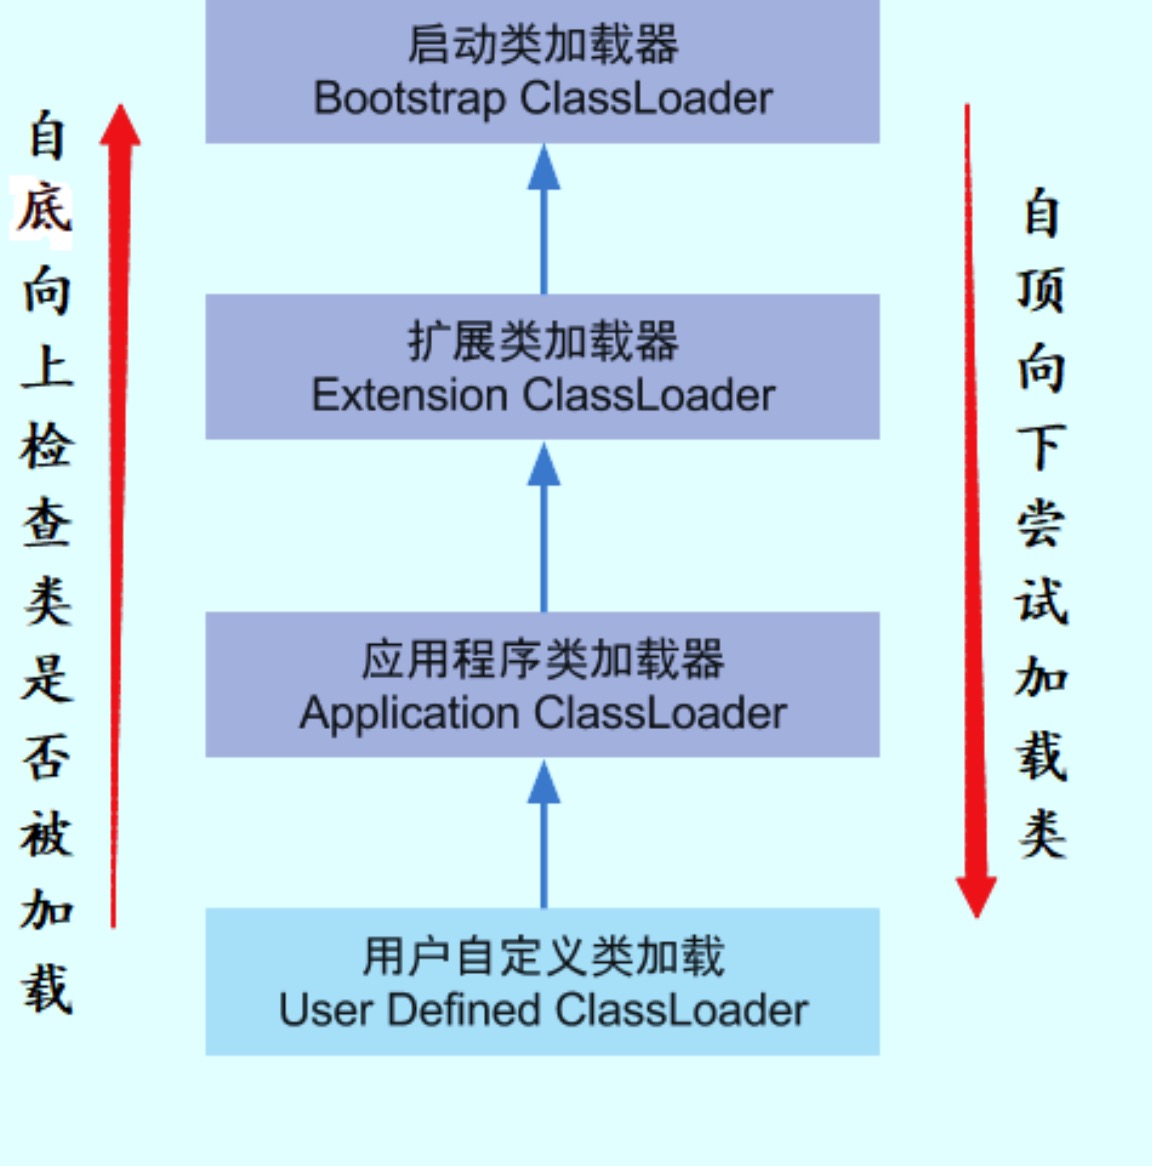 启动类加载器
Bootstrap ClassLoader
自底向上检查类是否被加载
自顶向下尝试加载类
扩展类加载器
Extension ClassLoader
应用程序类加载器
Application ClassLoader
用户自定义类加载
User Defined ClassLoader